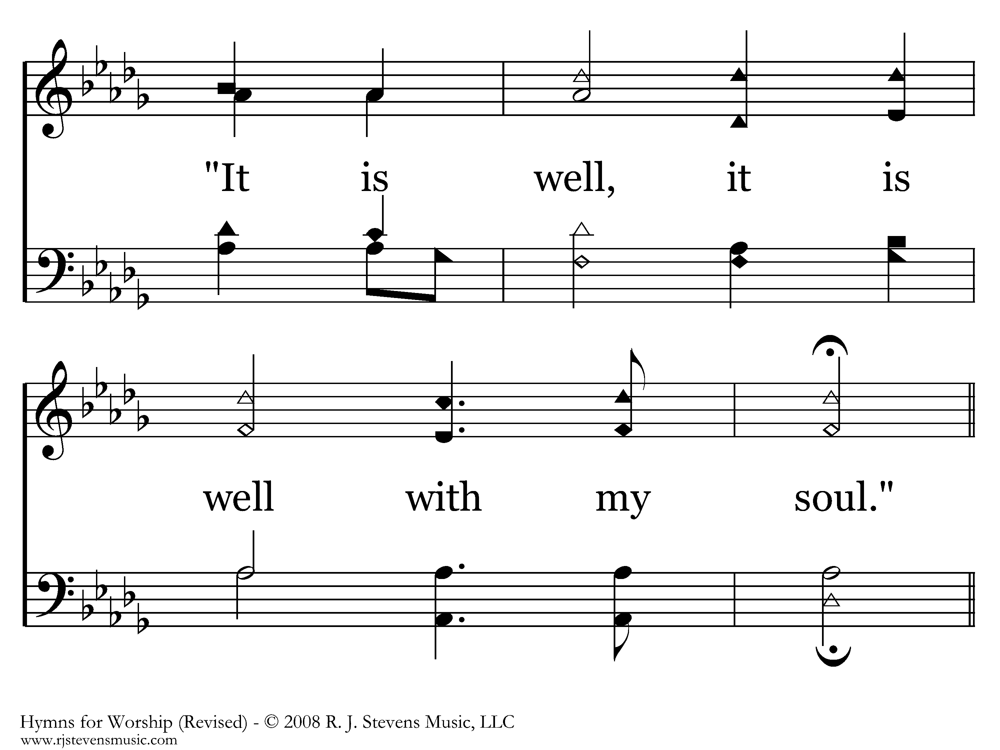 "It is well, it is
well with my soul."
Hymns for Worship (Revised) - © 2008 R. J. Stevens Music, LLC
www.rjstevensmusic.com